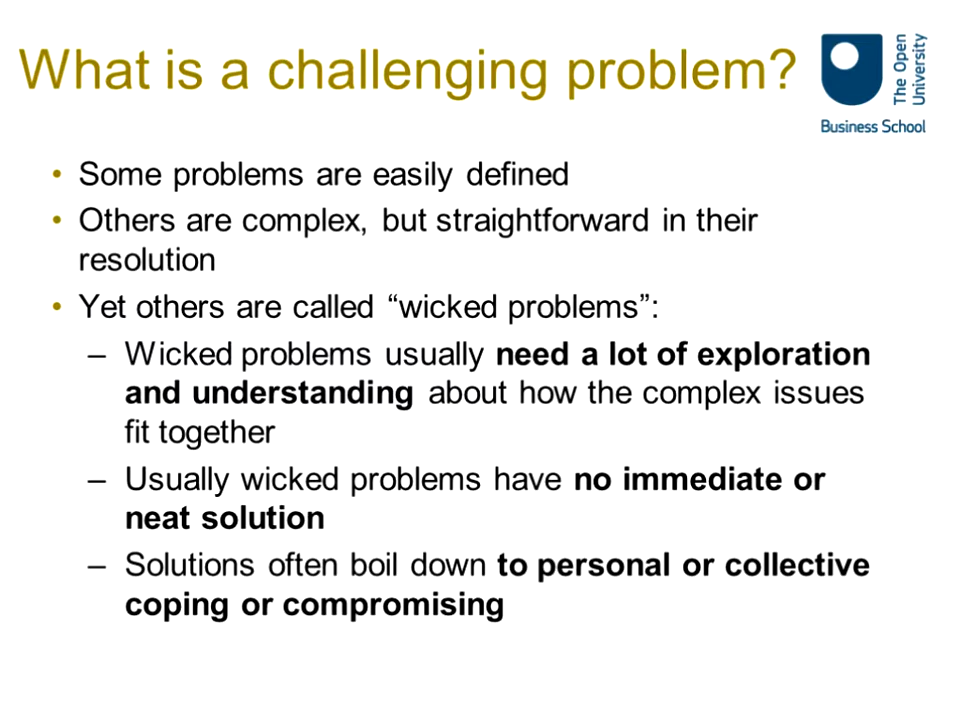 What is a challenging problem?
The Open
University
Business School
• Some problems are easily defined
• Others are complex, but straightforward in their
resolution
• Yet others are called “wicked problems”:
– Wicked problems usually need a lot of exploration
and understanding about how the complex issues
fit together
– Usually wicked problems have no immediate or
neat solution
– Solutions often boil down to personal or collective
coping or compromising